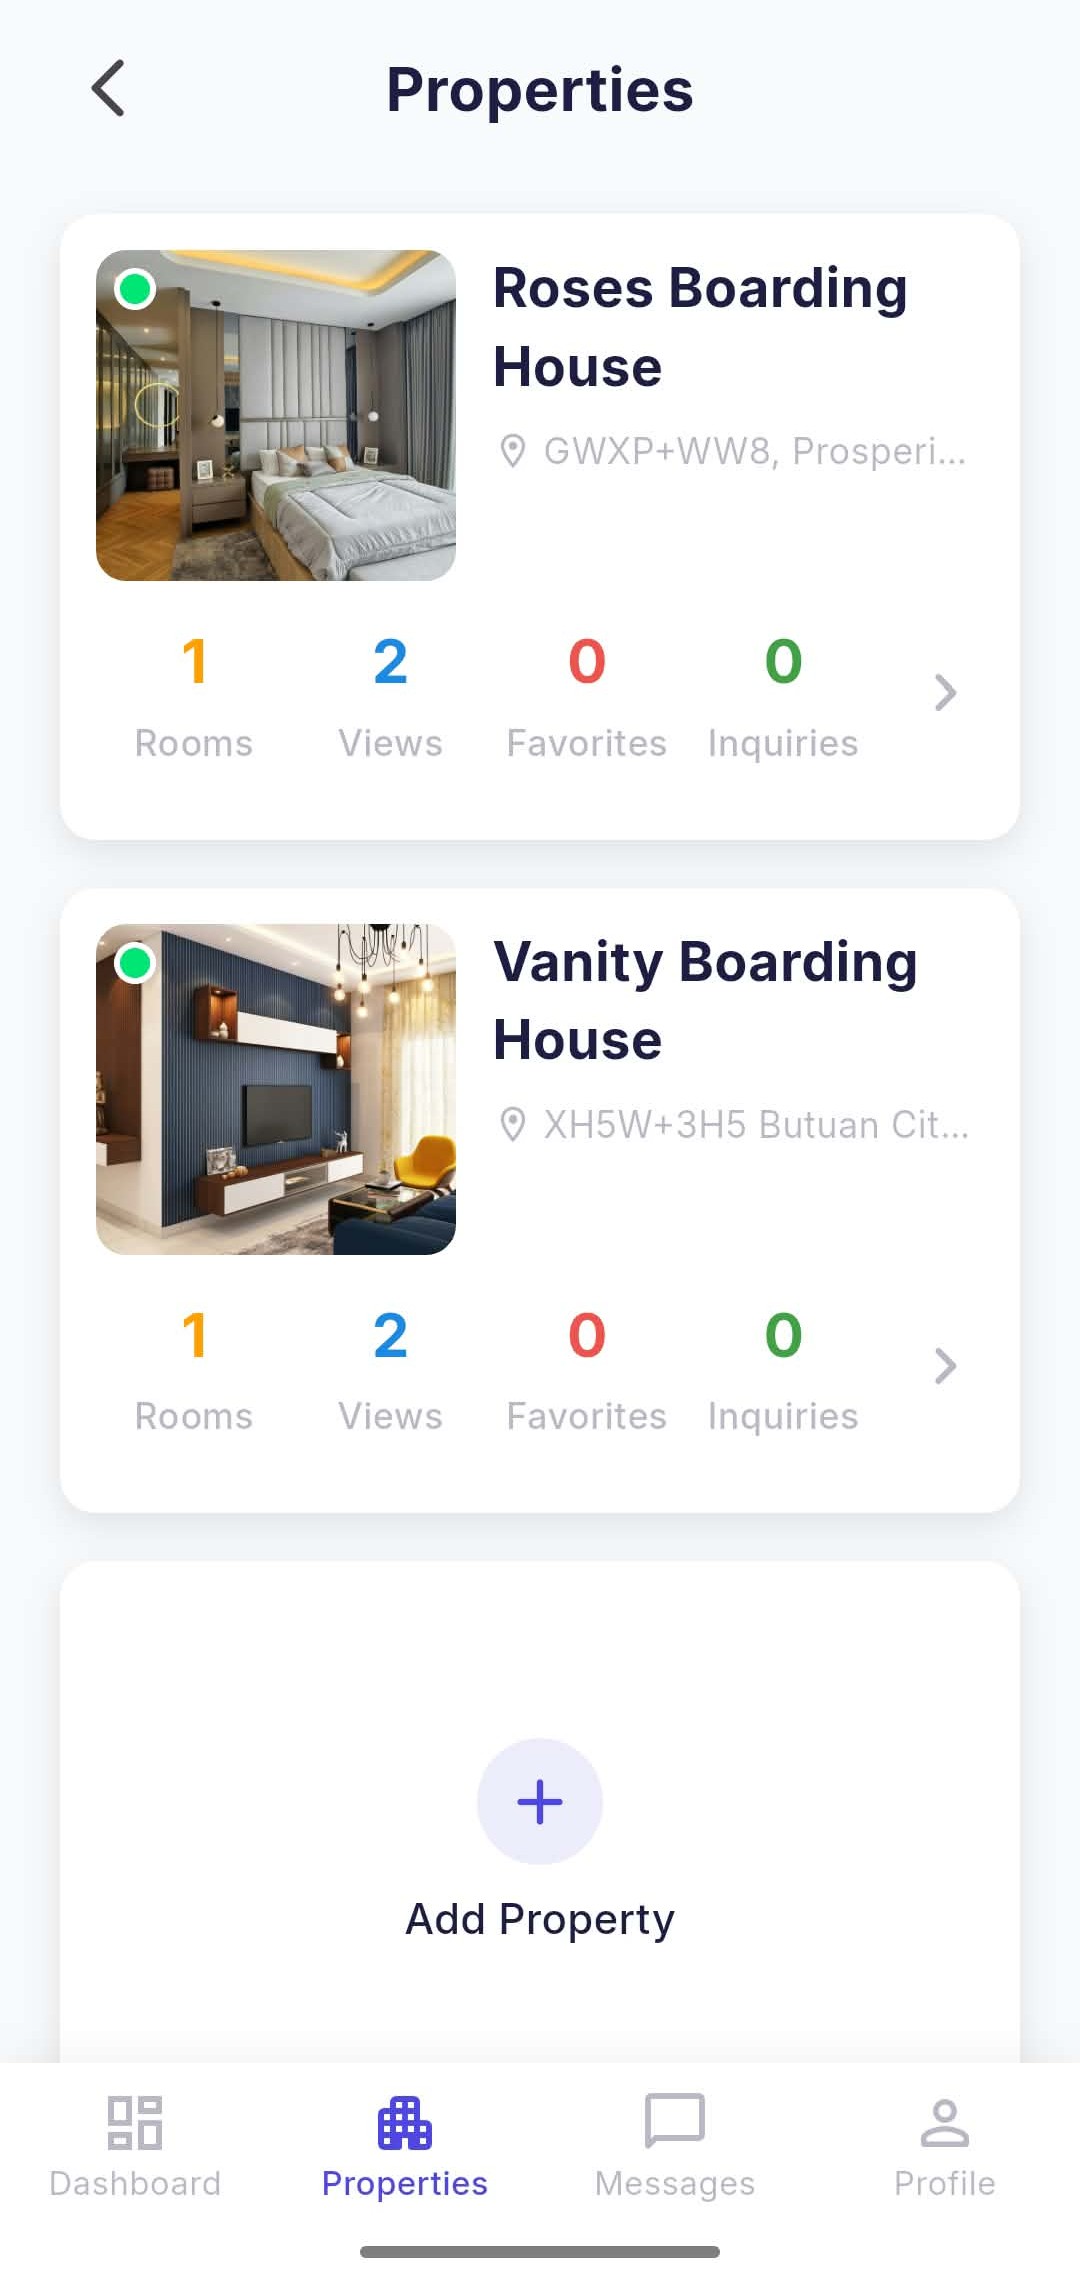 Properties
Roses Boarding
House
GWXP+WW8, Prosperi...
1 2 0 0
Rooms Views Favorites Inquiries
Vanity Boarding
House
XH5W+3H5 Butuan Cit...
1 2 0 0
Rooms Views Favorites Inquiries
Add Property
Dashboard Properties Messages Profile